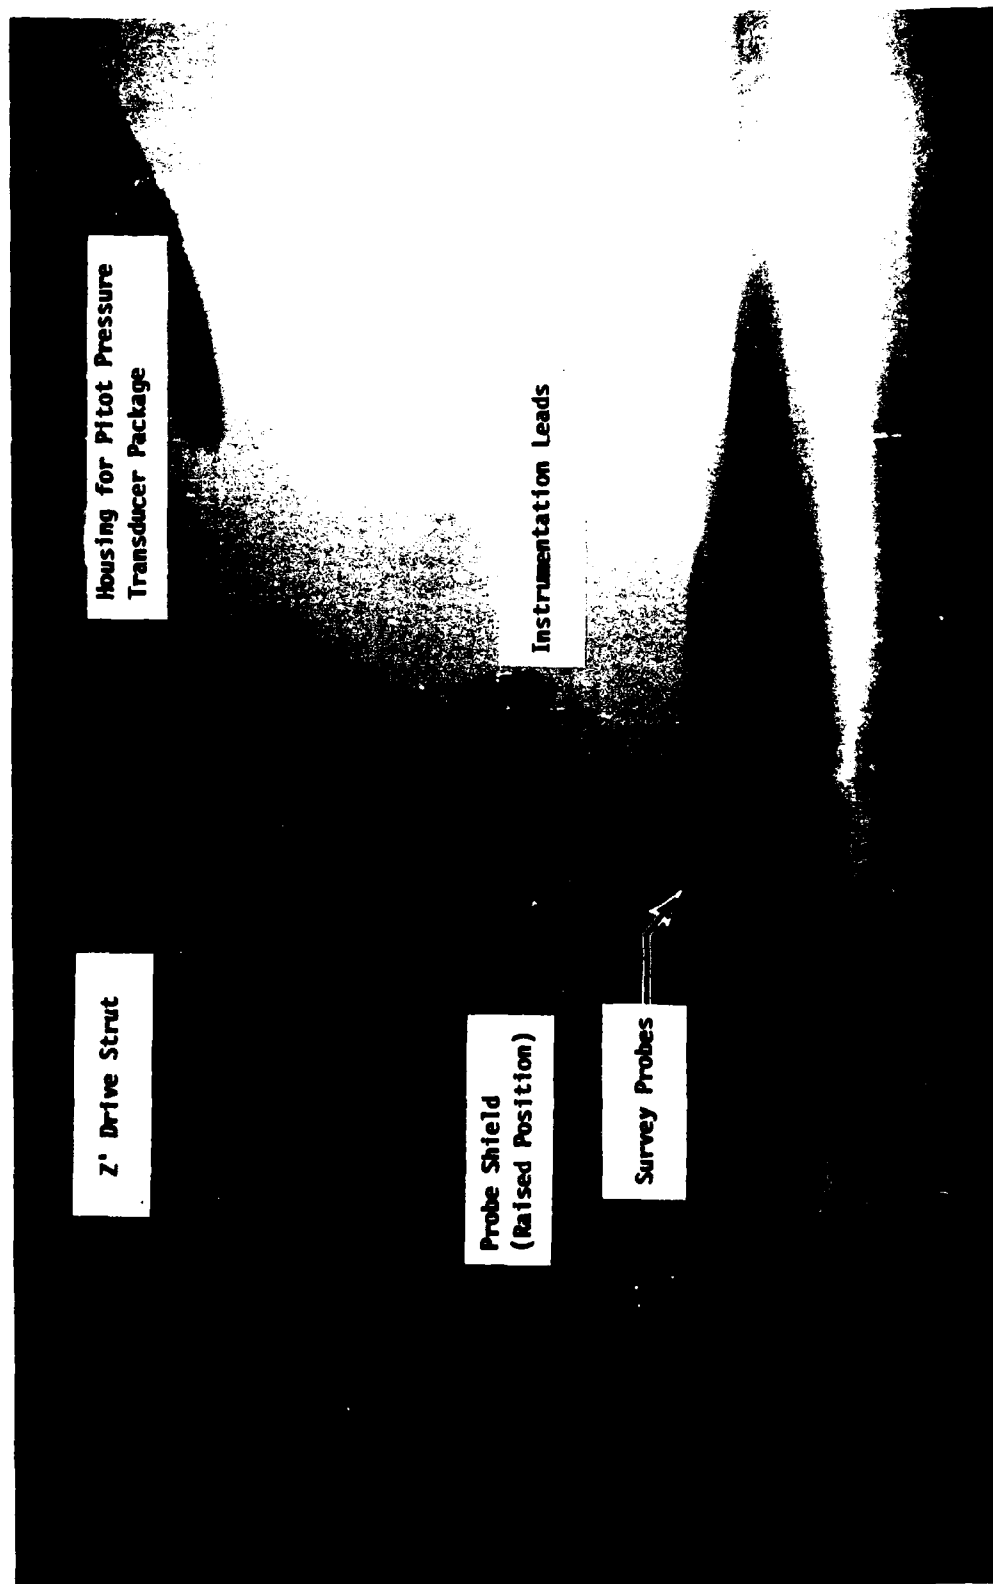 Housing for Pitot Pressure
Transducer Package
Z' Drive Strut
Instrumentation Leads
Probe Shield
(Raised Position)
Survey Probes